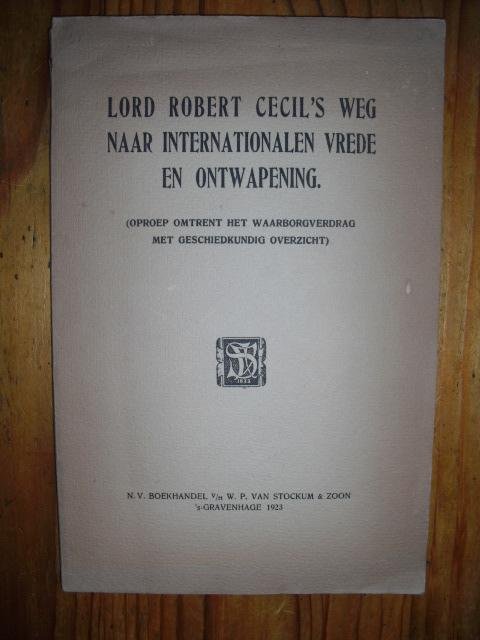 LORD ROBERT CECIL'S WEG
NAAR INTERNATIONALEN VREDE
EN ONTWAPENING.
(OPROEP OMTRENT HET WAARBORGVERDRAG
MET GESCHIEDKUNDIG OVERZICHT)
1833
N. V. BOEKHANDEL V/H W. P. VAN STOCKUM & ZOON
's-GRAVENHAGE 1923